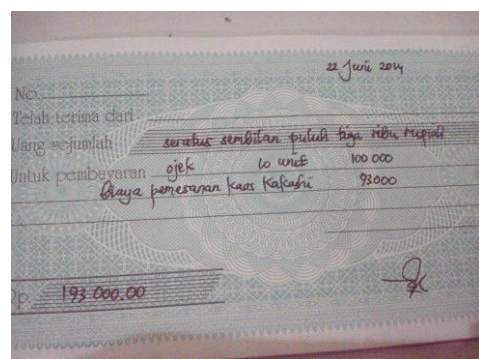 22 Juni 2014
No.
Telah terima dari
Uang sejumlah seratus sembilan puluh tiga ribu rupiah
Untuk pembayaran ojek 10 unit 100 000
Biaya pemesanan kaos Kakashi 93000
Rp. 193 000.00